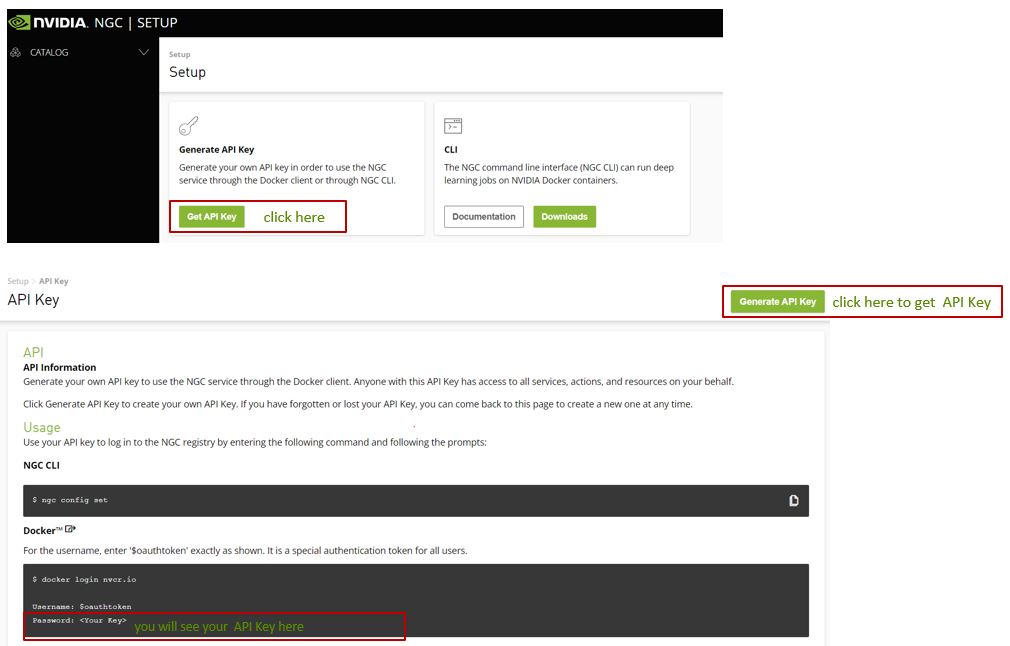 NVIDIA. NGC | SETUP
CATALOG
Setup
Setup
Generate API Key
Generate your own API key in order to use the NGC
service through the Docker client or through NGC CLI.
Get API Key click here
CLI
The NGC command line interface (NGC CLI) can run deep
learning jobs on NVIDIA Docker containers.
Documentation Downloads
Setup > API Key
API Key
Generate API Key click here to get API Key
API
API Information
Generate your own API key to use the NGC service through the Docker client. Anyone with this API Key has access to all services, actions, and resources on your behalf.
Click Generate API Key to create your own API Key. If you have forgotten or lost your API Key, you can come back to this page to create a new one at any time.
Usage
Use your API key to log in to the NGC registry by entering the following command and following the prompts:
NGC CLI
$ ngc config set
Docker™
For the username, enter '$oauthtoken' exactly as shown. It is a special authentication token for all users.
$ docker login nvcr.io
Username: $oauthtoken
Password: <Your Key> you will see your API Key here